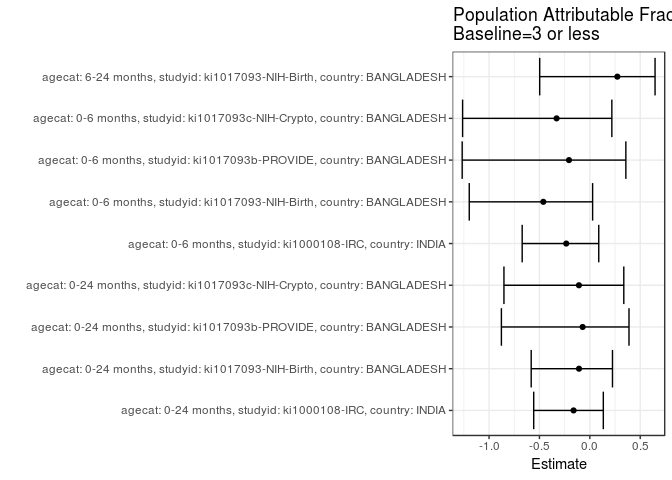 Population Attributable Frac
Baseline=3 or less
agecat: 6-24 months, studyid: ki1017093-NIH-Birth, country: BANGLADESH
agecat: 0-6 months, studyid: ki1017093c-NIH-Crypto, country: BANGLADESH
agecat: 0-6 months, studyid: ki1017093b-PROVIDE, country: BANGLADESH
agecat: 0-6 months, studyid: ki1017093-NIH-Birth, country: BANGLADESH
agecat: 0-6 months, studyid: ki1000108-IRC, country: INDIA
agecat: 0-24 months, studyid: ki1017093c-NIH-Crypto, country: BANGLADESH
agecat: 0-24 months, studyid: ki1017093b-PROVIDE, country: BANGLADESH
agecat: 0-24 months, studyid: ki1017093-NIH-Birth, country: BANGLADESH
agecat: 0-24 months, studyid: ki1000108-IRC, country: INDIA
-1.0 -0.5 0.0 0.5
Estimate